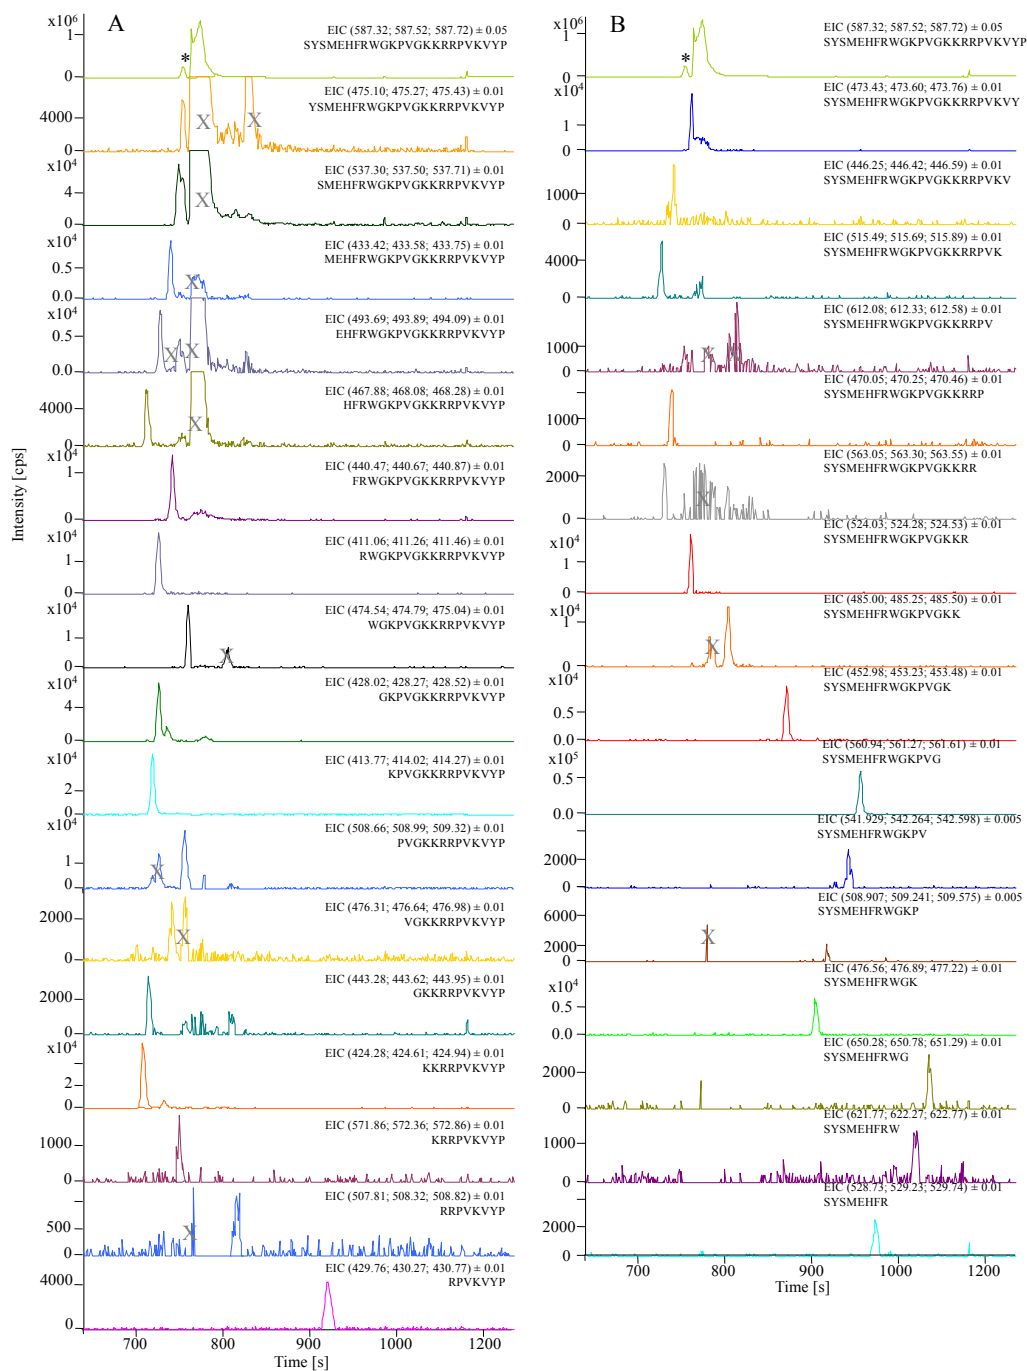 A
x10⁶
1
0
*
EIC (587.32; 587.52; 587.72) ± 0.05
SYSMEHFRWGKPVGKKRRPVKVYP
4000
0
X
X
EIC (475.10; 475.27; 475.43) ± 0.01
YSMEHFRWGKPVGKKRRPVKVYP
x10⁴
4
0
X
EIC (537.30; 537.50; 537.71) ± 0.01
SMEHFRWGKPVGKKRRPVKVYP
x10⁴
0.5
0.0
X
EIC (433.42; 433.58; 433.75) ± 0.01
MEHFRWGKPVGKKRRPVKVYP
x10⁴
0.5
0.0
X
X
EIC (493.69; 493.89; 494.09) ± 0.01
EHFRWGKPVGKKRRPVKVYP
4000
0
X
EIC (467.88; 468.08; 468.28) ± 0.01
HFRWGKPVGKKRRPVKVYP
x10⁴
1
0
EIC (440.47; 440.67; 440.87) ± 0.01
FRWGKPVGKKRRPVKVYP
x10⁴
1
0
EIC (411.06; 411.26; 411.46) ± 0.01
RWGKPVGKKRRPVKVYP
x10⁴
1
0
X
EIC (474.54; 474.79; 475.04) ± 0.01
WGKPVGKKRRPVKVYP
x10⁴
4
0
EIC (428.02; 428.27; 428.52) ± 0.01
GKPVGKKRRPVKVYP
x10⁴
2
0
EIC (413.77; 414.02; 414.27) ± 0.01
KPVGKKRRPVKVYP
x10⁴
1
0
X
EIC (508.66; 508.99; 509.32) ± 0.01
PVGKKRRPVKVYP
2000
0
X
EIC (476.31; 476.64; 476.98) ± 0.01
VGKKRRPVKVYP
2000
0
EIC (443.28; 443.62; 443.95) ± 0.01
GKKRRPVKVYP
x10⁴
2
0
EIC (424.28; 424.61; 424.94) ± 0.01
KKRRPVKVYP
1000
0
EIC (571.86; 572.36; 572.86) ± 0.01
KRRPVKVYP
500
0
X
EIC (507.81; 508.32; 508.82) ± 0.01
RRPVKVYP
4000
0
EIC (429.76; 430.27; 430.77) ± 0.01
RPVKVYP
700 800 900 1000 1100 1200
Time [s]
Intensity [cps]
B
x10⁶
1
0
*
EIC (587.32; 587.52; 587.72) ± 0.05
SYSMEHFRWGKPVGKKRRPVKVYP
x10⁴
1
0
EIC (473.43; 473.60; 473.76) ± 0.01
SYSMEHFRWGKPVGKKRRPVKVY
1000
0
EIC (446.25; 446.42; 446.59) ± 0.01
SYSMEHFRWGKPVGKKRRPVKV
4000
0
EIC (515.49; 515.69; 515.89) ± 0.01
SYSMEHFRWGKPVGKKRRPVK
1000
0
X
X
EIC (612.08; 612.33; 612.58) ± 0.01
SYSMEHFRWGKPVGKKRRPV
1000
0
EIC (470.05; 470.25; 470.46) ± 0.01
SYSMEHFRWGKPVGKKRRP
2000
0
X
EIC (563.05; 563.30; 563.55) ± 0.01
SYSMEHFRWGKPVGKKRR
x10⁴
1
0
EIC (524.03; 524.28; 524.53) ± 0.01
SYSMEHFRWGKPVGKKR
x10⁴
1
0
X
EIC (485.00; 485.25; 485.50) ± 0.01
SYSMEHFRWGKPVGKK
x10⁴
0.5
0.0
EIC (452.98; 453.23; 453.48) ± 0.01
SYSMEHFRWGKPVGK
x10⁵
0.5
0.0
EIC (560.94; 561.27; 561.61) ± 0.01
SYSMEHFRWGKPVG
2000
0
EIC (541.929; 542.264; 542.598) ± 0.005
SYSMEHFRWGKPV
6000
2000
0
X
EIC (508.907; 509.241; 509.575) ± 0.005
SYSMEHFRWGKP
x10⁴
0.5
0.0
EIC (476.56; 476.89; 477.22) ± 0.01
SYSMEHFRWGK
2000
0
EIC (650.28; 650.78; 651.29) ± 0.01
SYSMEHFRWG
1000
0
EIC (621.77; 622.27; 622.77) ± 0.01
SYSMEHFRW
2000
0
EIC (528.73; 529.23; 529.74) ± 0.01
SYSMEHFR
700 800 900 1000 1100 1200
Time [s]